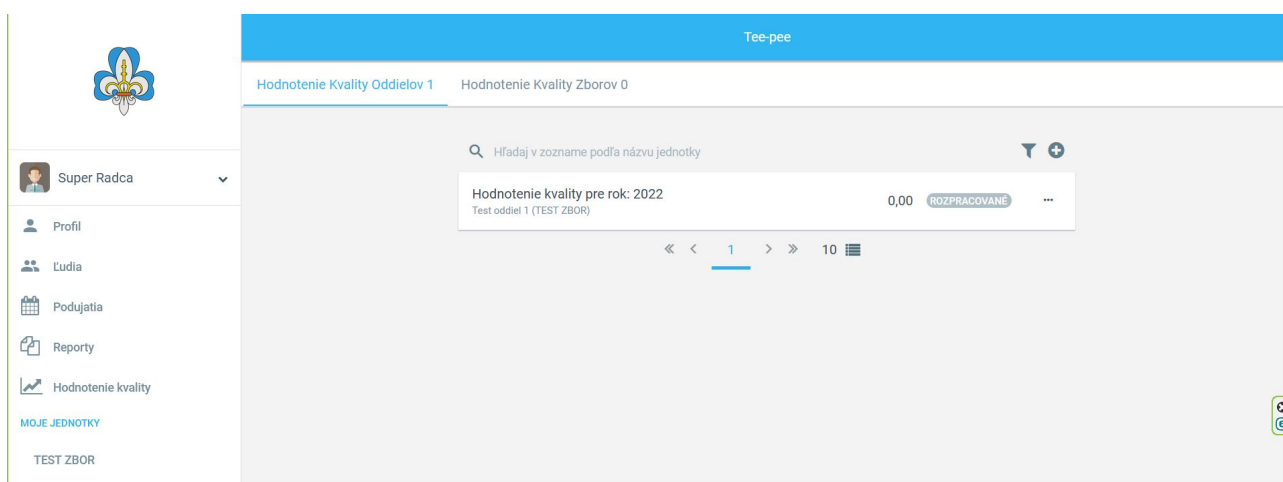 Tee-pee
Hodnotenie Kvality Oddielov 1
Hodnotenie Kvality Zborov 0
Super Radca
Profil
Ľudia
Podujatia
Reporty
Hodnotenie kvality
MOJE JEDNOTKY
TEST ZBOR
Hľadaj v zozname podľa názvu jednotky
Hodnotenie kvality pre rok: 2022
Test oddiel 1 (TEST ZBOR)
0,00 ROZPRACOVANÉ
1
10